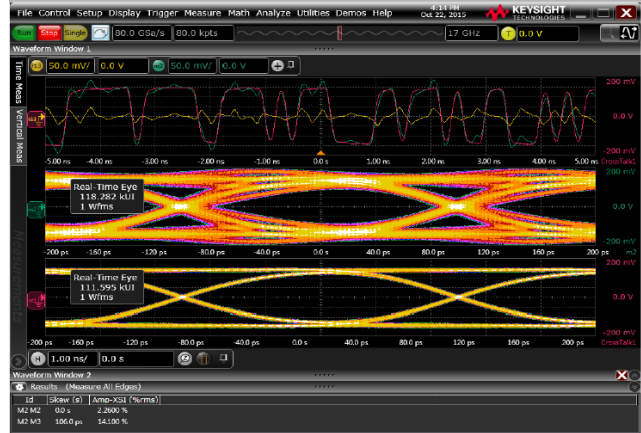 File Control Setup Display Trigger Measure Math Analyze Utilities Demos Help
4:14 PM
Oct 22, 2015
KEYSIGHT
TECHNOLOGIES
Run Stop Single 80.0 GSa/s 80.0 kpts 17 GHz T 0.0 V
Waveform Window 1
Time Meas
Vertical Meas
Measurements
50.0 mV/ 0.0 V m2 50.0 mV/ 0.0 V
200 mV
0.0 V
-200 mV
-5.00 ns -4.00 ns -3.00 ns -2.00 ns -1.00 ns 0.0 s 1.00 ns 2.00 ns 3.00 ns 4.00 ns 5.00 ns CrossTalk1
200 mV
Real-Time Eye
118.282 kUI
1 Wfms
0.0 V
-200 mV
-200 ps -160 ps -120 ps -80.0 ps -40.0 ps 0.0 s 40.0 ps 80.0 ps 120 ps 160 ps 200 ps m2
200 mV
Real-Time Eye
111.595 kUI
1 Wfms
0.0 V
-200 mV
-200 ps -160 ps -120 ps -80.0 ps -40.0 ps 0.0 s 40.0 ps 80.0 ps 120 ps 160 ps 200 ps CrossTalk1
H 1.00 ns/ 0.0 s
Waveform Window 2
Results (Measure All Edges)
Id Skew (s) Amp-XSI (%rms)
M2 M2 0.0 s 2.2600 %
M2 M3 106.0 ps 14.100 %